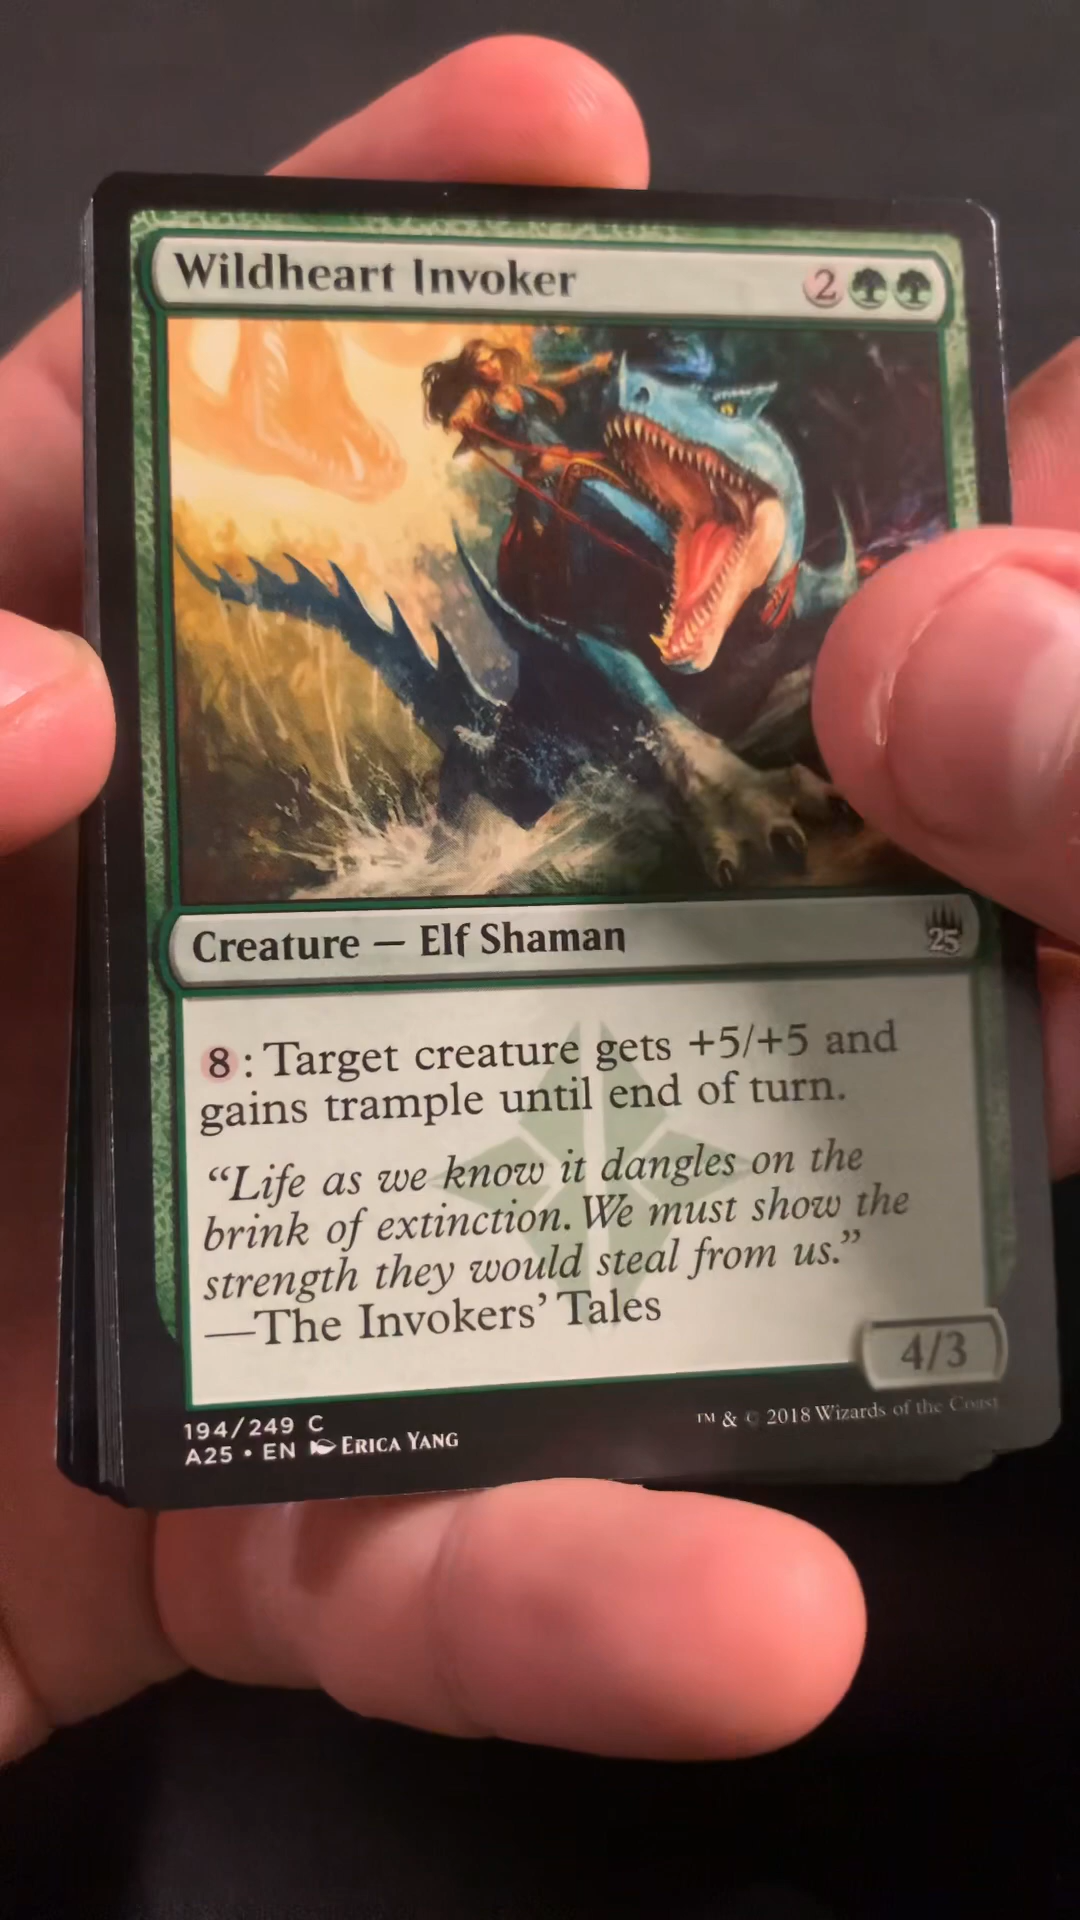 Wildheart Invoker 2
Creature — Elf Shaman
25
8: Target creature gets +5/+5 and
gains trample until end of turn.
“Life as we know it dangles on the
brink of extinction. We must show the
strength they would steal from us.”
—The Invokers’ Tales
4/3
194/249 C
A25 • EN ERICA YANG
™ & © 2018 Wizards of the Coast